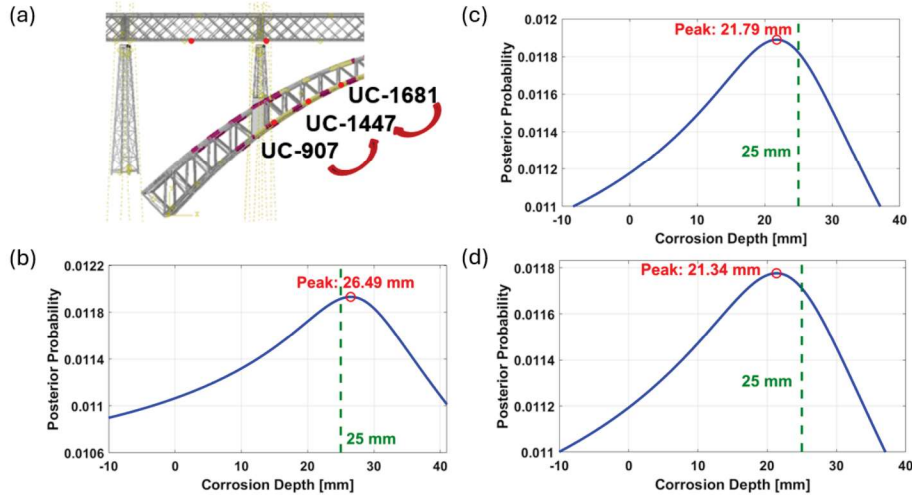 (a)
UC-1681
UC-1447
UC-907
(b)
0.0122
0.0118
0.0114
0.011
0.0106
Posterior Probability
Peak: 26.49 mm
25 mm
-10 0 10 20 30 40
Corrosion Depth [mm]
(c)
0.012
0.0118
0.0116
0.0114
0.0112
0.011
Posterior Probability
Peak: 21.79 mm
25 mm
-10 0 10 20 30 40
Corrosion Depth [mm]
(d)
0.0118
0.0116
0.0114
0.0112
0.011
Posterior Probability
Peak: 21.34 mm
25 mm
-10 0 10 20 30 40
Corrosion Depth [mm]